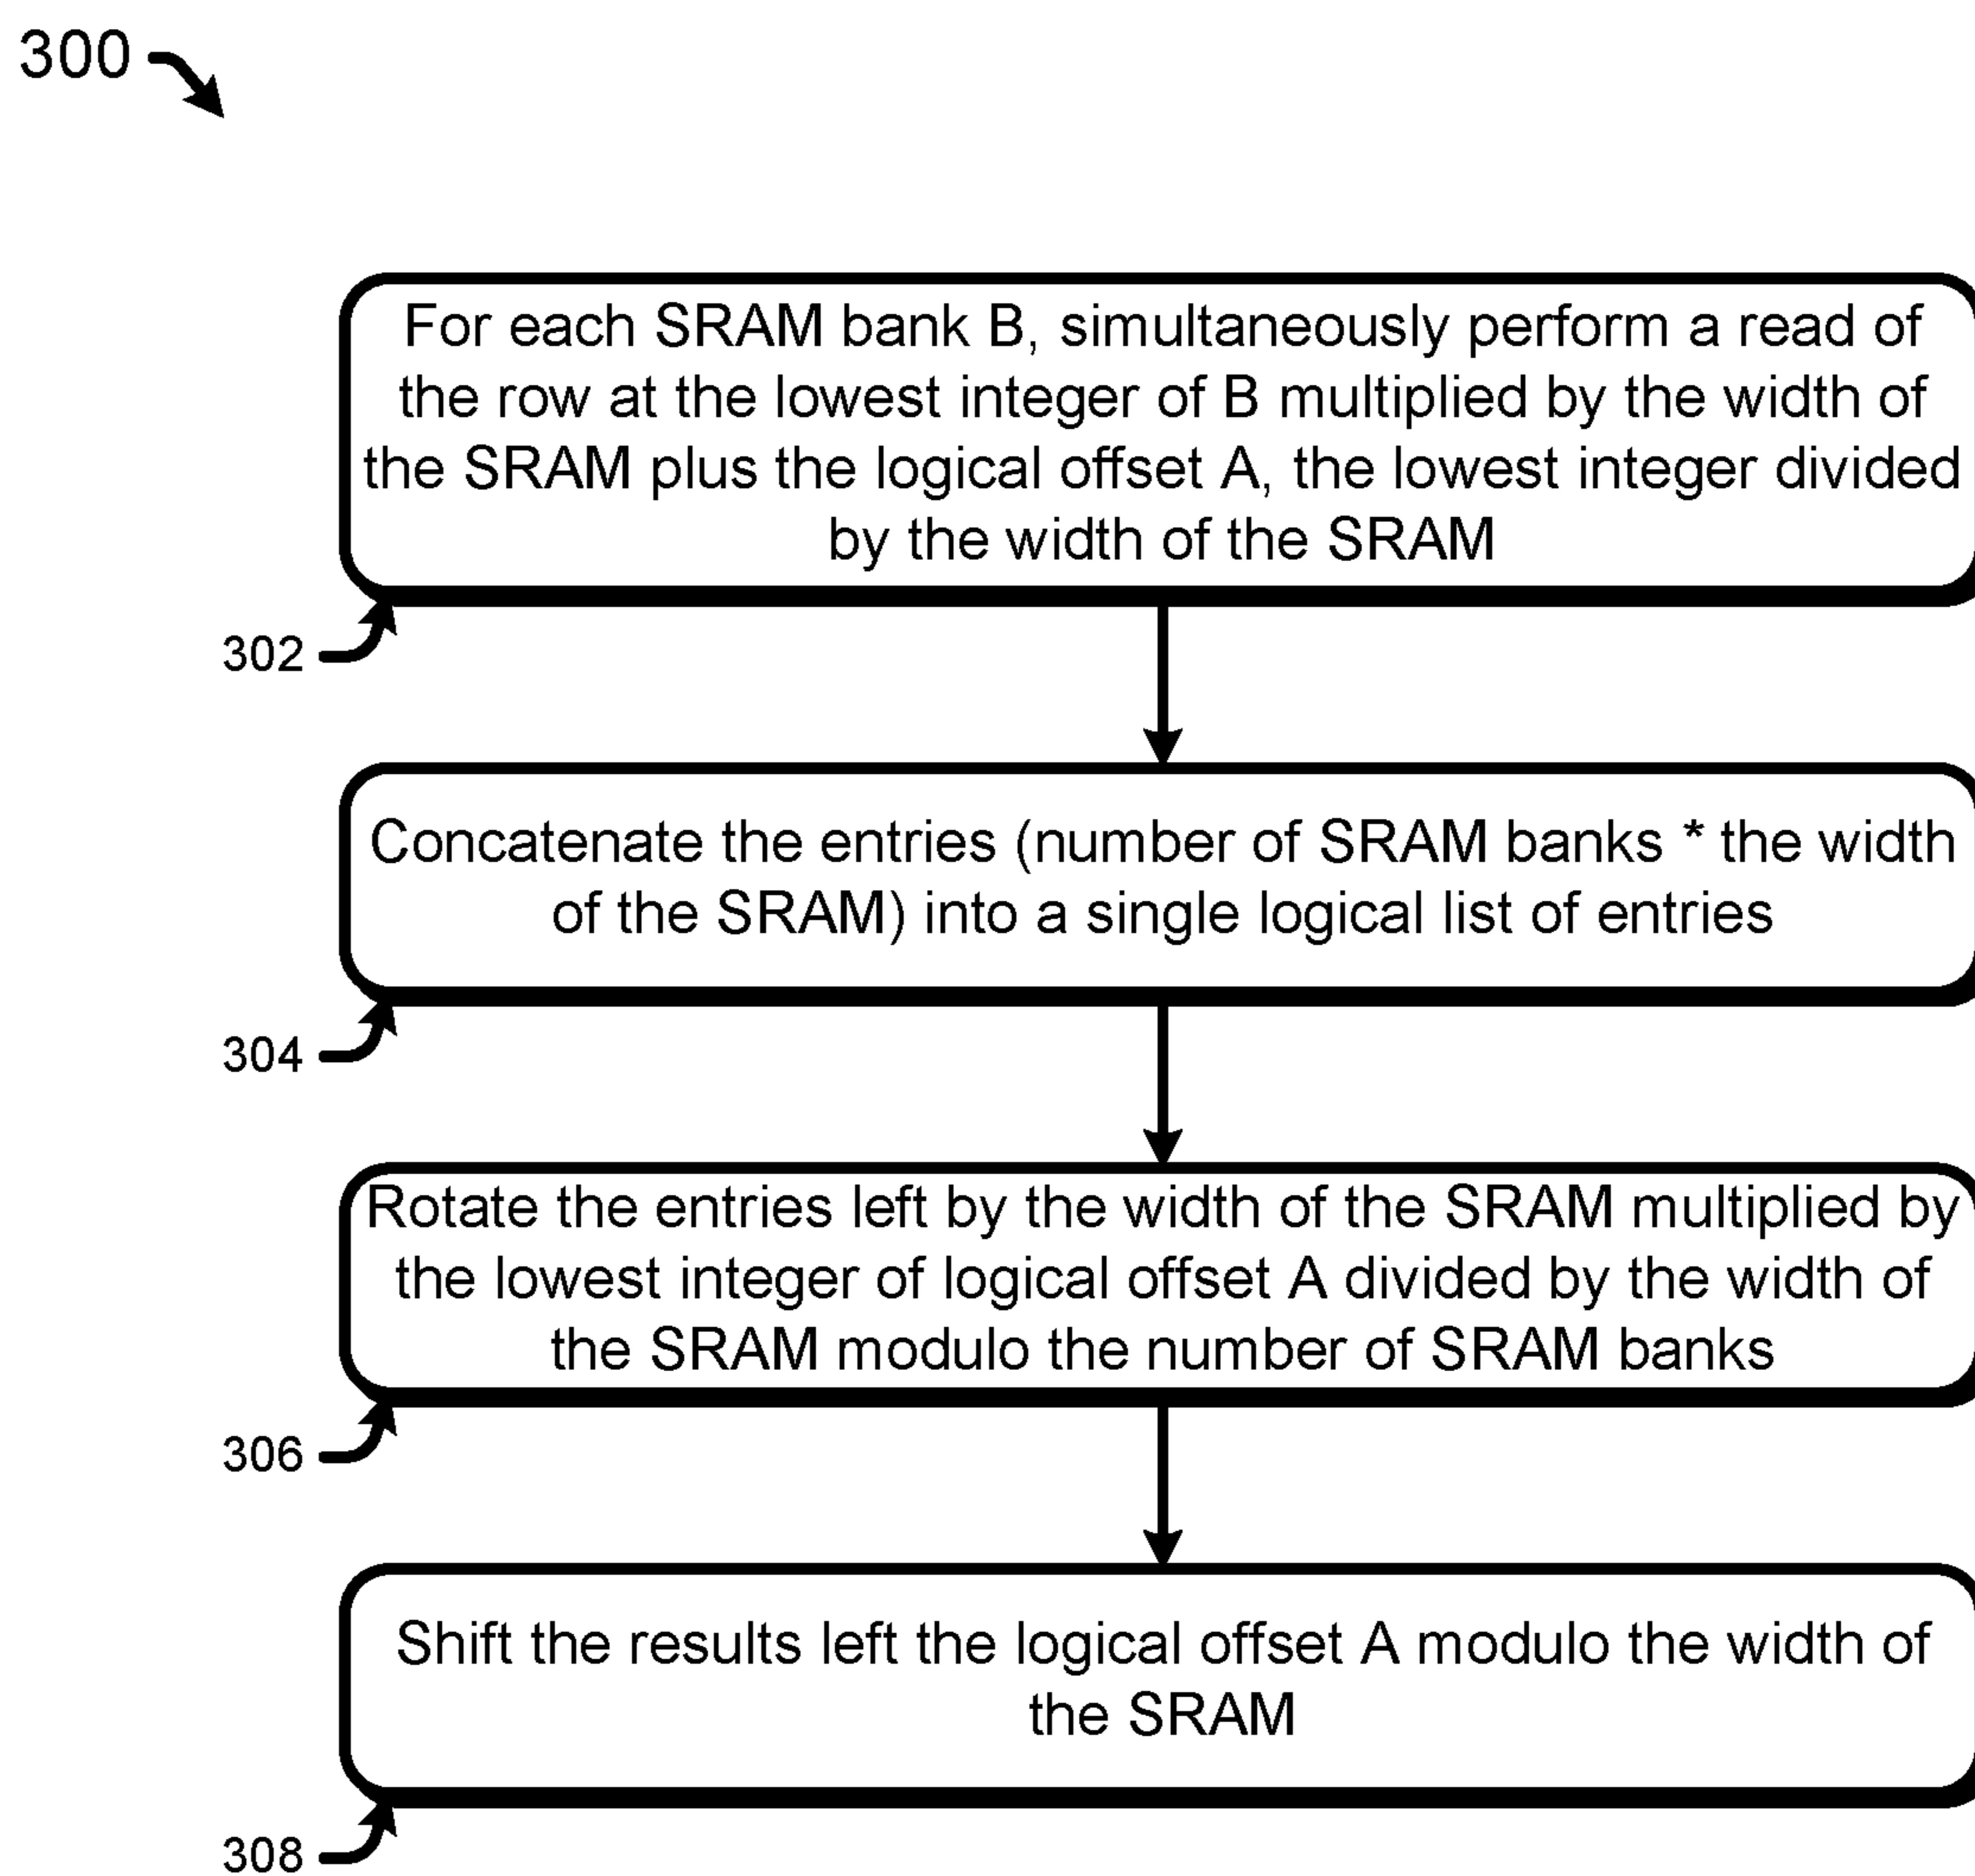 300
For each SRAM bank B, simultaneously perform a read of
the row at the lowest integer of B multiplied by the width of
the SRAM plus the logical offset A, the lowest integer divided
by the width of the SRAM
302
Concatenate the entries (number of SRAM banks * the width
of the SRAM) into a single logical list of entries
304
Rotate the entries left by the width of the SRAM multiplied by
the lowest integer of logical offset A divided by the width of
the SRAM modulo the number of SRAM banks
306
Shift the results left the logical offset A modulo the width of
the SRAM
308